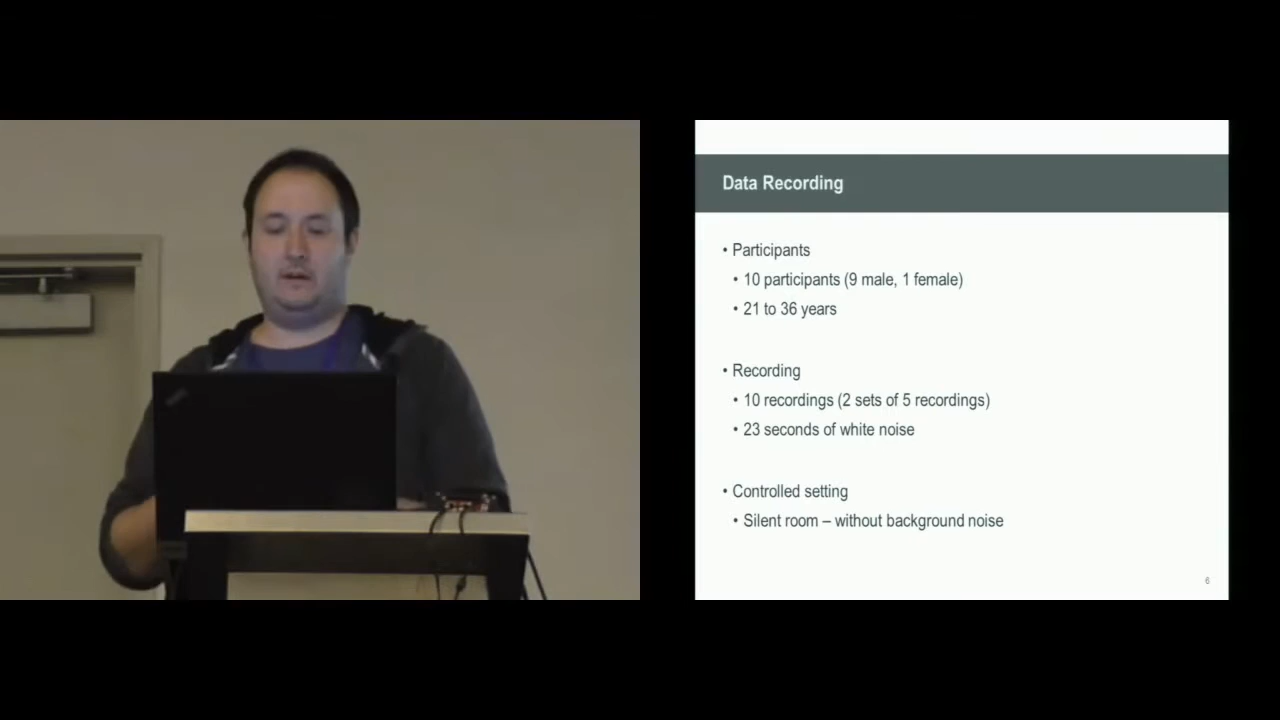 Data Recording
• Participants
• 10 participants (9 male, 1 female)
• 21 to 36 years
• Recording
• 10 recordings (2 sets of 5 recordings)
• 23 seconds of white noise
• Controlled setting
• Silent room – without background noise
6